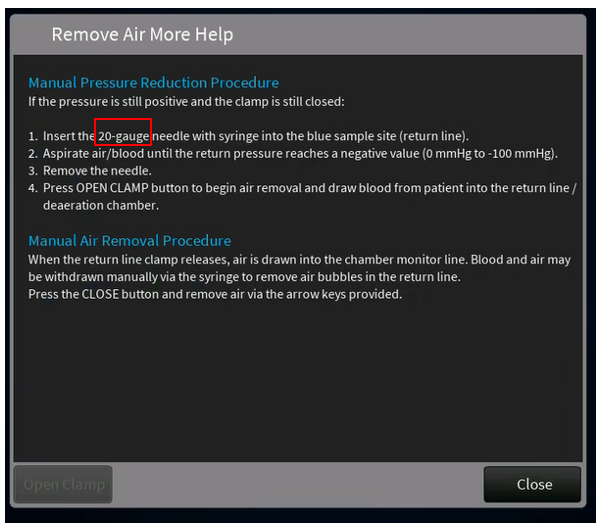 Remove Air More Help
Manual Pressure Reduction Procedure
If the pressure is still positive and the clamp is still closed:
1. Insert the 20-gauge needle with syringe into the blue sample site (return line).
2. Aspirate air/blood until the return pressure reaches a negative value (0 mmHg to -100 mmHg).
3. Remove the needle.
4. Press OPEN CLAMP button to begin air removal and draw blood from patient into the return line /
deaeration chamber.
Manual Air Removal Procedure
When the return line clamp releases, air is drawn into the chamber monitor line. Blood and air may
be withdrawn manually via the syringe to remove air bubbles in the return line.
Press the CLOSE button and remove air via the arrow keys provided.
Open Clamp
Close